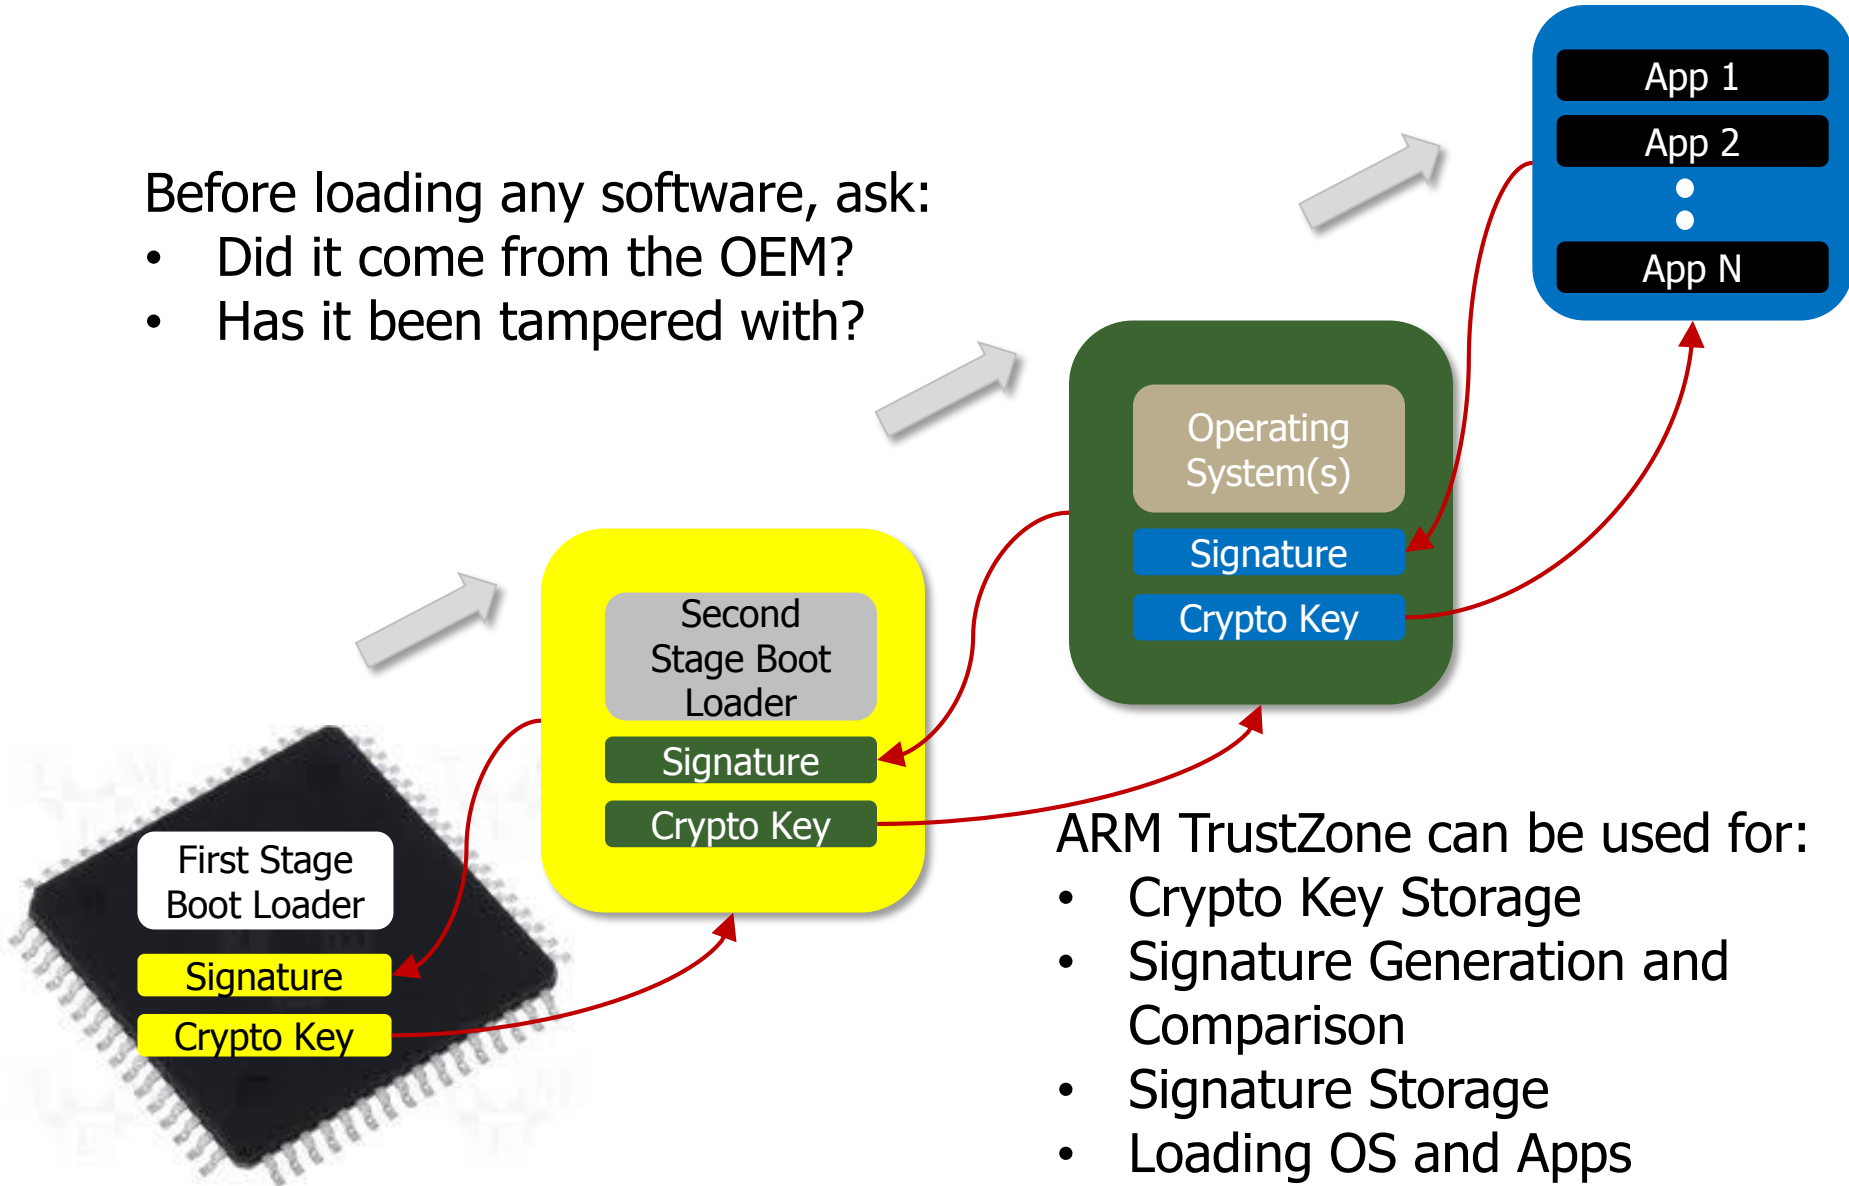 App 1
App 2
App N
Before loading any software, ask:
• Did it come from the OEM?
• Has it been tampered with?
Operating
System(s)
Signature
Crypto Key
Second
Stage Boot
Loader
Signature
Crypto Key
First Stage
Boot Loader
Signature
Crypto Key
ARM TrustZone can be used for:
• Crypto Key Storage
• Signature Generation and
Comparison
• Signature Storage
• Loading OS and Apps